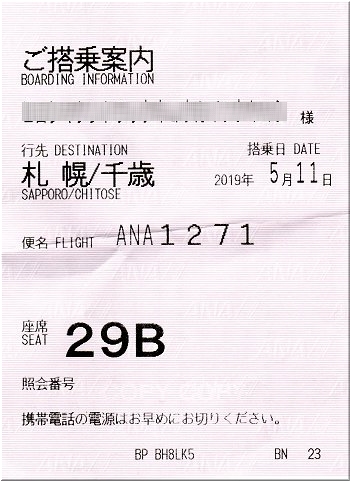 ご搭乗案内
BOARDING INFORMATION
様
行先 DESTINATION 搭乗日 DATE
札 幌/千歳 2019年 5月11日
SAPPORO/CHITOSE
便名 FLIGHT ANA1271
座席
SEAT 29B
照会番号
携帯電話の電源はお早めにお切りください。
BP BH8LK5 BN 23